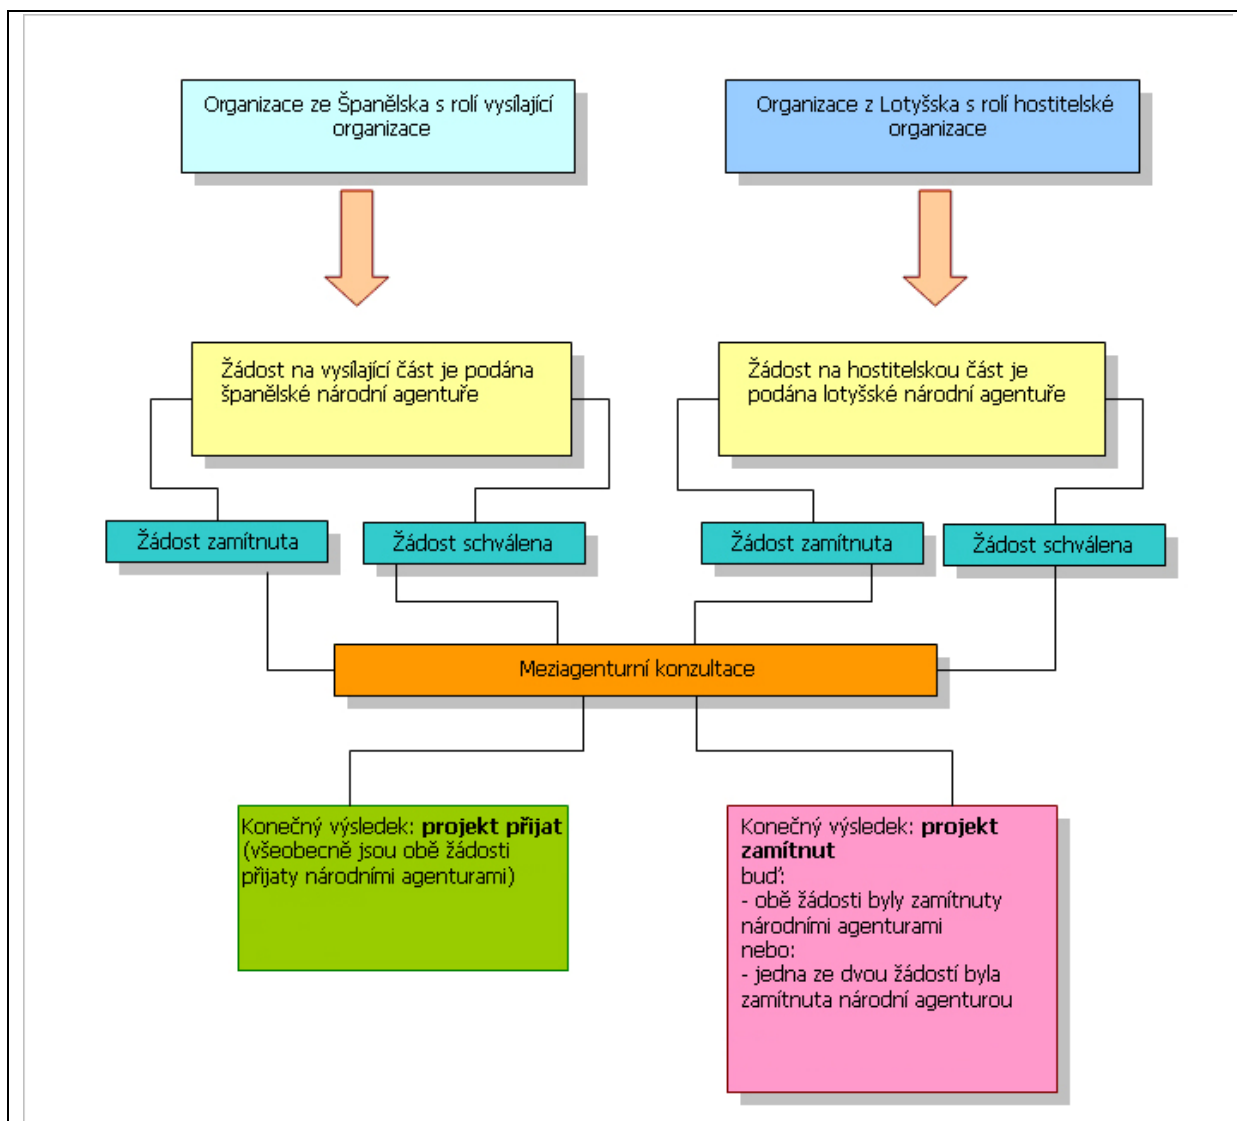 Organizace ze Španělska s rolí vysílající
organizace
Organizace z Lotyšska s rolí hostitelské
organizace
Žádost na vysílající část je podána
španělské národní agentuře
Žádost na hostitelskou část je
podána lotyšské národní agentuře
Žádost zamítnuta
Žádost schválena
Žádost zamítnuta
Žádost schválena
Meziagenturní konzultace
Konečný výsledek: projekt přijat
(všeobecně jsou obě žádosti
přijaty národními agenturami)
Konečný výsledek: projekt
zamítnut
buď:
- obě žádosti byly zamítnuty
národními agenturami
nebo:
- jedna ze dvou žádostí byla
zamítnuta národní agenturou